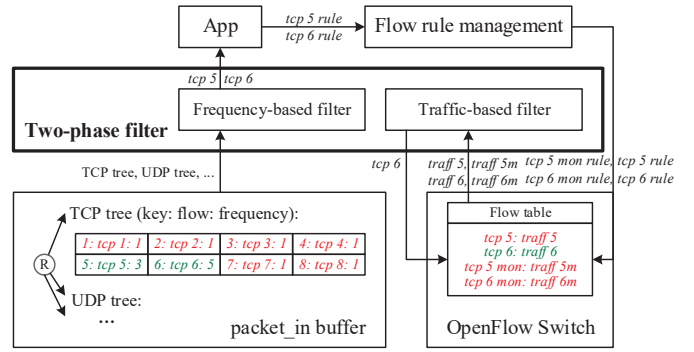 App
tcp 5 rule
tcp 6 rule
Flow rule management
tcp 5 tcp 6
Frequency-based filter
Traffic-based filter
Two-phase filter
TCP tree, UDP tree, ...
tcp 6
traff 5, traff 5m
traff 6, traff 6m
tcp 5 mon rule, tcp 5 rule
tcp 6 mon rule, tcp 6 rule
TCP tree (key: flow: frequency):
1: tcp 1: 1 2: tcp 2: 1 3: tcp 3: 1 4: tcp 4: 1
5: tcp 5: 3 6: tcp 6: 5 7: tcp 7: 1 8: tcp 8: 1
R
UDP tree:
...
packet_in buffer
Flow table
tcp 5: traff 5
tcp 6: traff 6
tcp 5 mon: traff 5m
tcp 6 mon: traff 6m
OpenFlow Switch